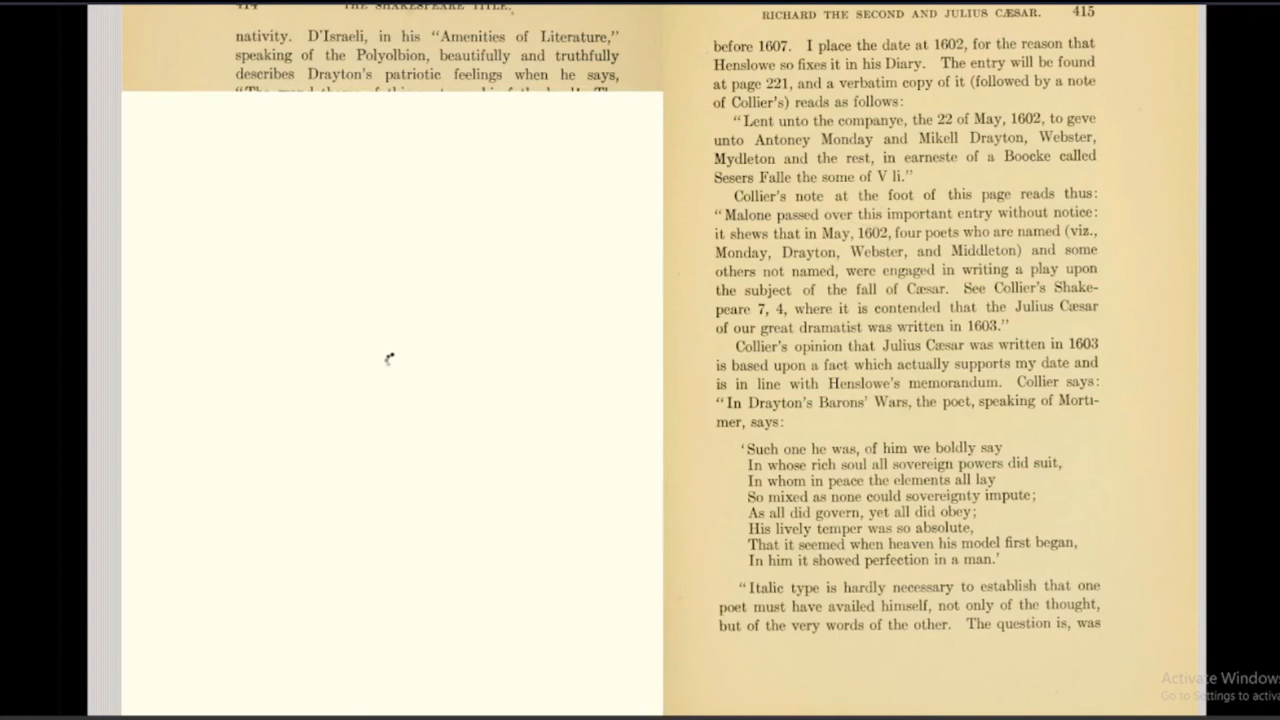 414 THE SHAKESPEARE TITLE.
nativity. D'Israeli, in his “Amenities of Literature,”
speaking of the Polyolbion, beautifully and truthfully
describes Drayton's patriotic feelings when he says,
RICHARD THE SECOND AND JULIUS CÆSAR. 415
before 1607. I place the date at 1602, for the reason that
Henslowe so fixes it in his Diary. The entry will be found
at page 221, and a verbatim copy of it (followed by a note
of Collier's) reads as follows:
“Lent unto the companye, the 22 of May, 1602, to geve
unto Antoney Monday and Mikell Drayton, Webster,
Mydleton and the rest, in earneste of a Boocke called
Sesers Falle the some of V li.”
Collier's note at the foot of this page reads thus:
“Malone passed over this important entry without notice:
it shews that in May, 1602, four poets who are named (viz.,
Monday, Drayton, Webster, and Middleton) and some
others not named, were engaged in writing a play upon
the subject of the fall of Cæsar. See Collier's Shake-
peare 7, 4, where it is contended that the Julius Cæsar
of our great dramatist was written in 1603.”
Collier's opinion that Julius Cæsar was written in 1603
is based upon a fact which actually supports my date and
is in line with Henslowe's memorandum. Collier says:
“In Drayton's Barons' Wars, the poet, speaking of Morti-
mer, says:
‘Such one he was, of him we boldly say
In whose rich soul all sovereign powers did suit,
In whom in peace the elements all lay
So mixed as none could sovereignty impute;
As all did govern, yet all did obey;
His lively temper was so absolute,
That it seemed when heaven his model first began,
In him it showed perfection in a man.’
“Italic type is hardly necessary to establish that one
poet must have availed himself, not only of the thought,
but of the very words of the other. The question is, was
Activate Windows
Go to Settings to activa